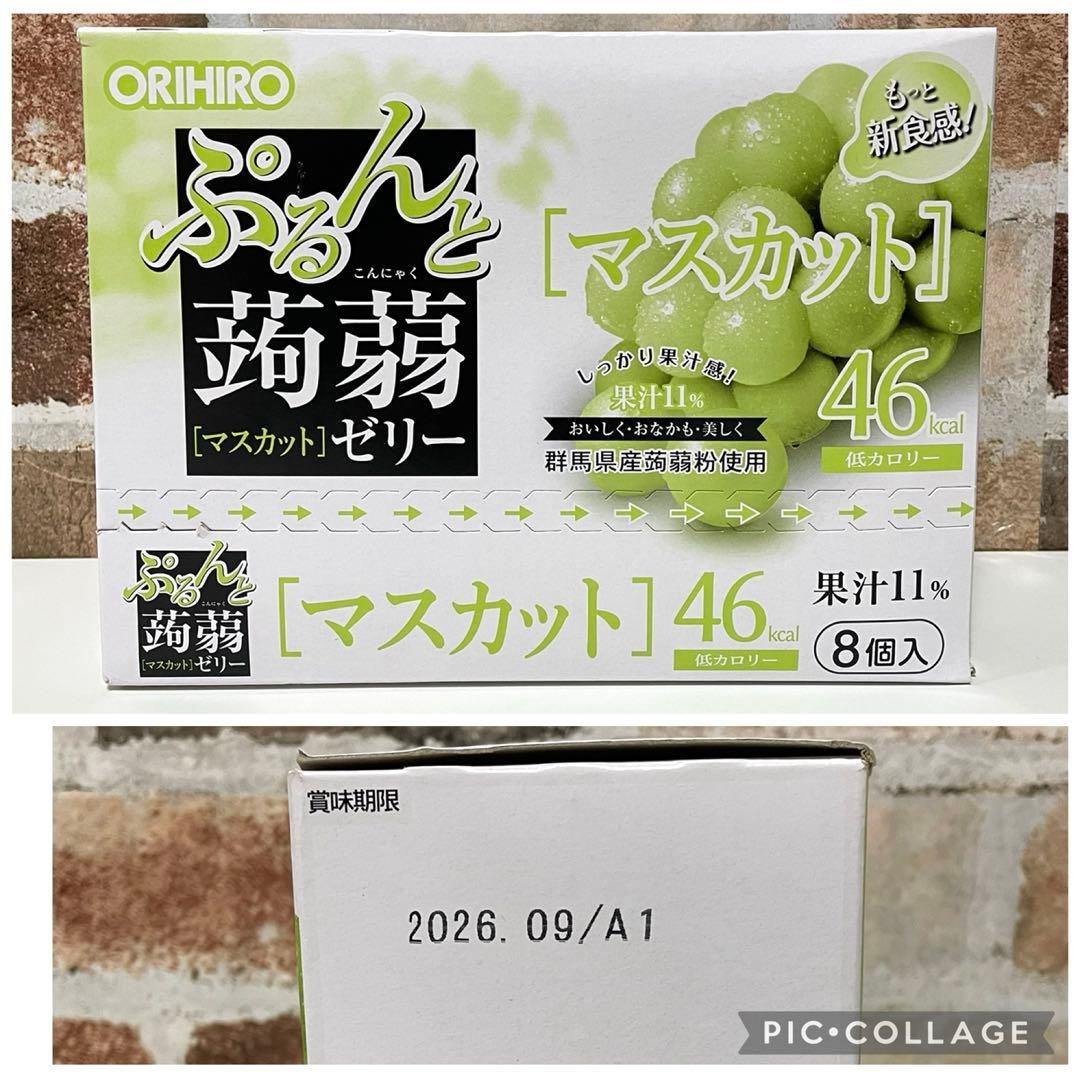 ORIHIRO
ぷるんと
こんにゃく
蒟蒻
[マスカット]ゼリー
もっと
新食感!
[マスカット]
しっかり果汁感!
果汁11%
おいしく・おなかも・美しく
群馬県産蒟蒻粉使用
46kcal
低カロリー
ぷるんと
こんにゃく
蒟蒻
[マスカット]ゼリー
[マスカット]
46kcal
低カロリー
果汁11%
8個入
賞味期限
2026. 09/A1
PIC•COLLAGE